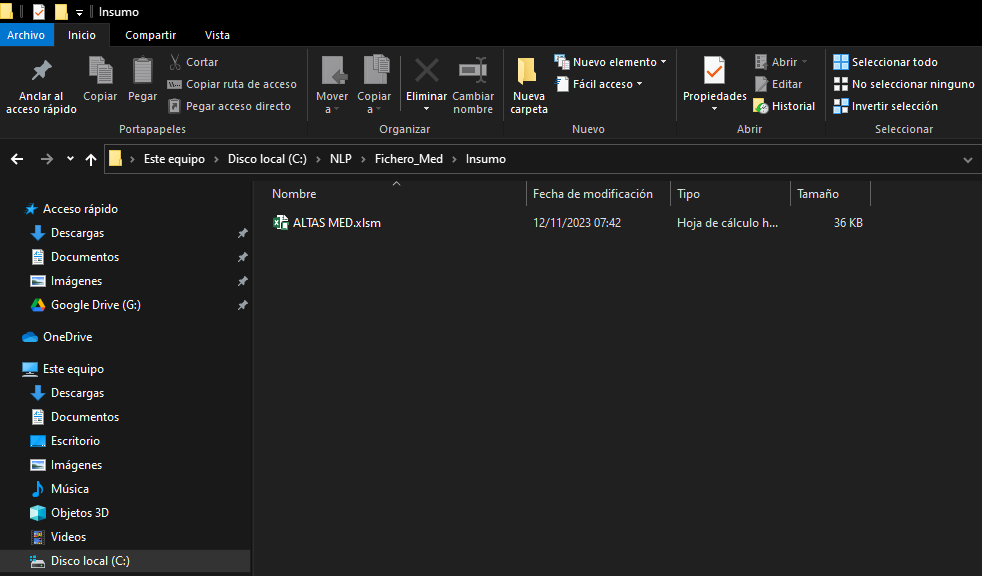 Insumo
Archivo Inicio Compartir Vista
Anclar al acceso rápido
Copiar
Pegar
Cortar
Copiar ruta de acceso
Pegar acceso directo
Portapapeles
Mover a
Copiar a
Eliminar
Cambiar nombre
Organizar
Nueva carpeta
Nuevo elemento
Fácil acceso
Nuevo
Propiedades
Abrir
Editar
Historial
Abrir
Seleccionar todo
No seleccionar ninguno
Invertir selección
Seleccionar
Este equipo > Disco local (C:) > NLP > Fichero_Med > Insumo
Nombre Fecha de modificación Tipo Tamaño
ALTAS MED.xlsm 12/11/2023 07:42 Hoja de cálculo h... 36 KB
Acceso rápido
Descargas
Documentos
Imágenes
Google Drive (G:)
OneDrive
Este equipo
Descargas
Documentos
Escritorio
Imágenes
Música
Objetos 3D
Videos
Disco local (C:)